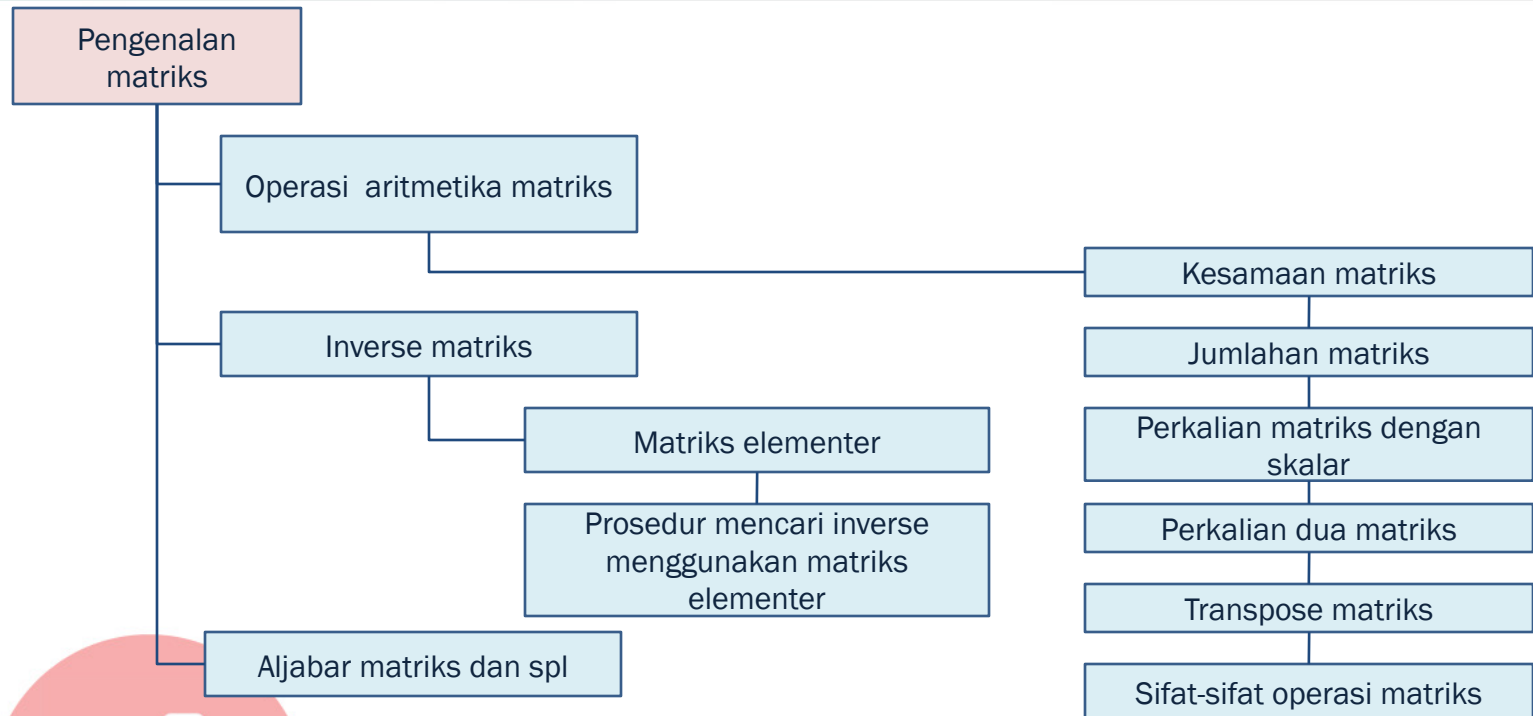 Pengenalan
matriks
Operasi aritmetika matriks
Kesamaan matriks
Jumlahan matriks
Perkalian matriks dengan
skalar
Perkalian dua matriks
Transpose matriks
Sifat-sifat operasi matriks
Inverse matriks
Matriks elementer
Prosedur mencari inverse
menggunakan matriks
elementer
Aljabar matriks dan spl